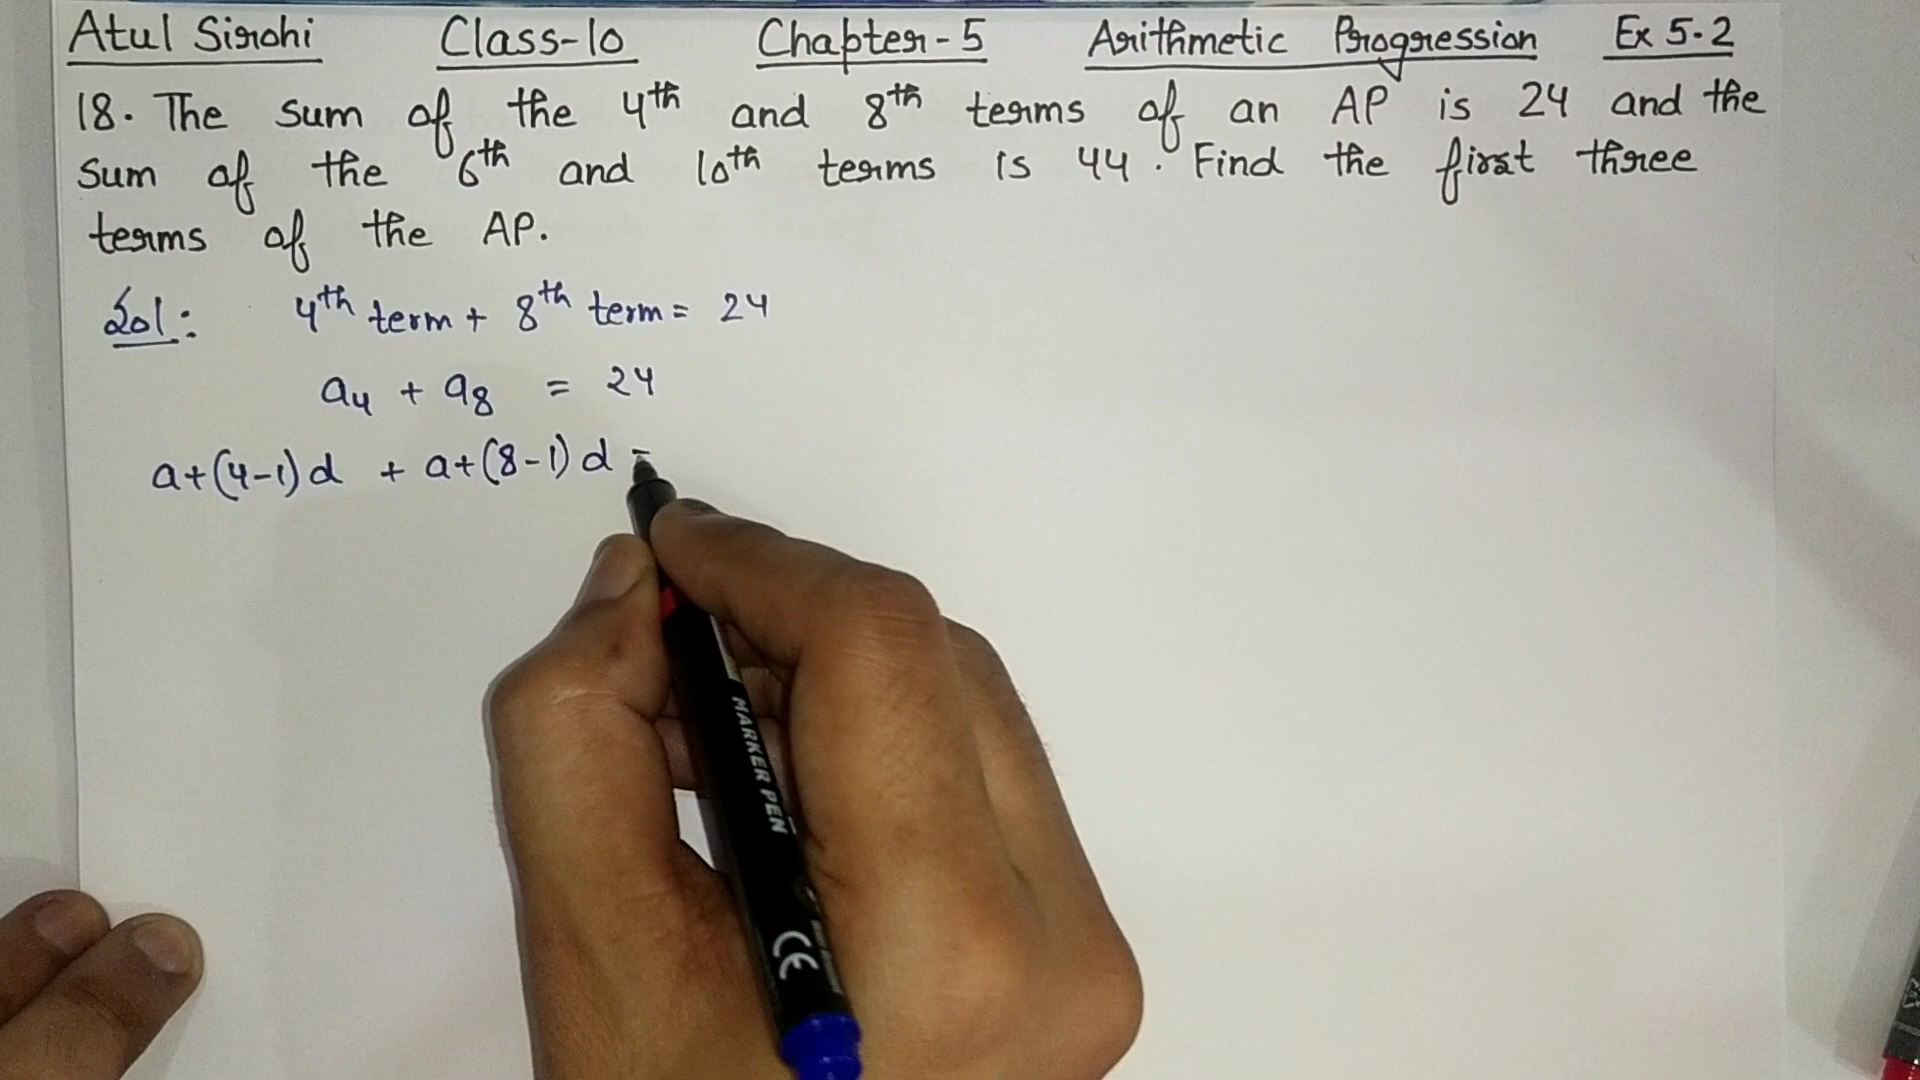 Atul Sirohi Class-10 Chapter-5 Arithmetic Progression Ex 5.2
18. The sum of the 4th and 8th terms of an AP is 24 and the
sum of the 6th and 10th terms is 44. Find the first three
terms of the AP.
Sol: 4th term + 8th term = 24
a4 + a8 = 24
a+(4-1)d + a+(8-1)d =
MARKER PEN
CE